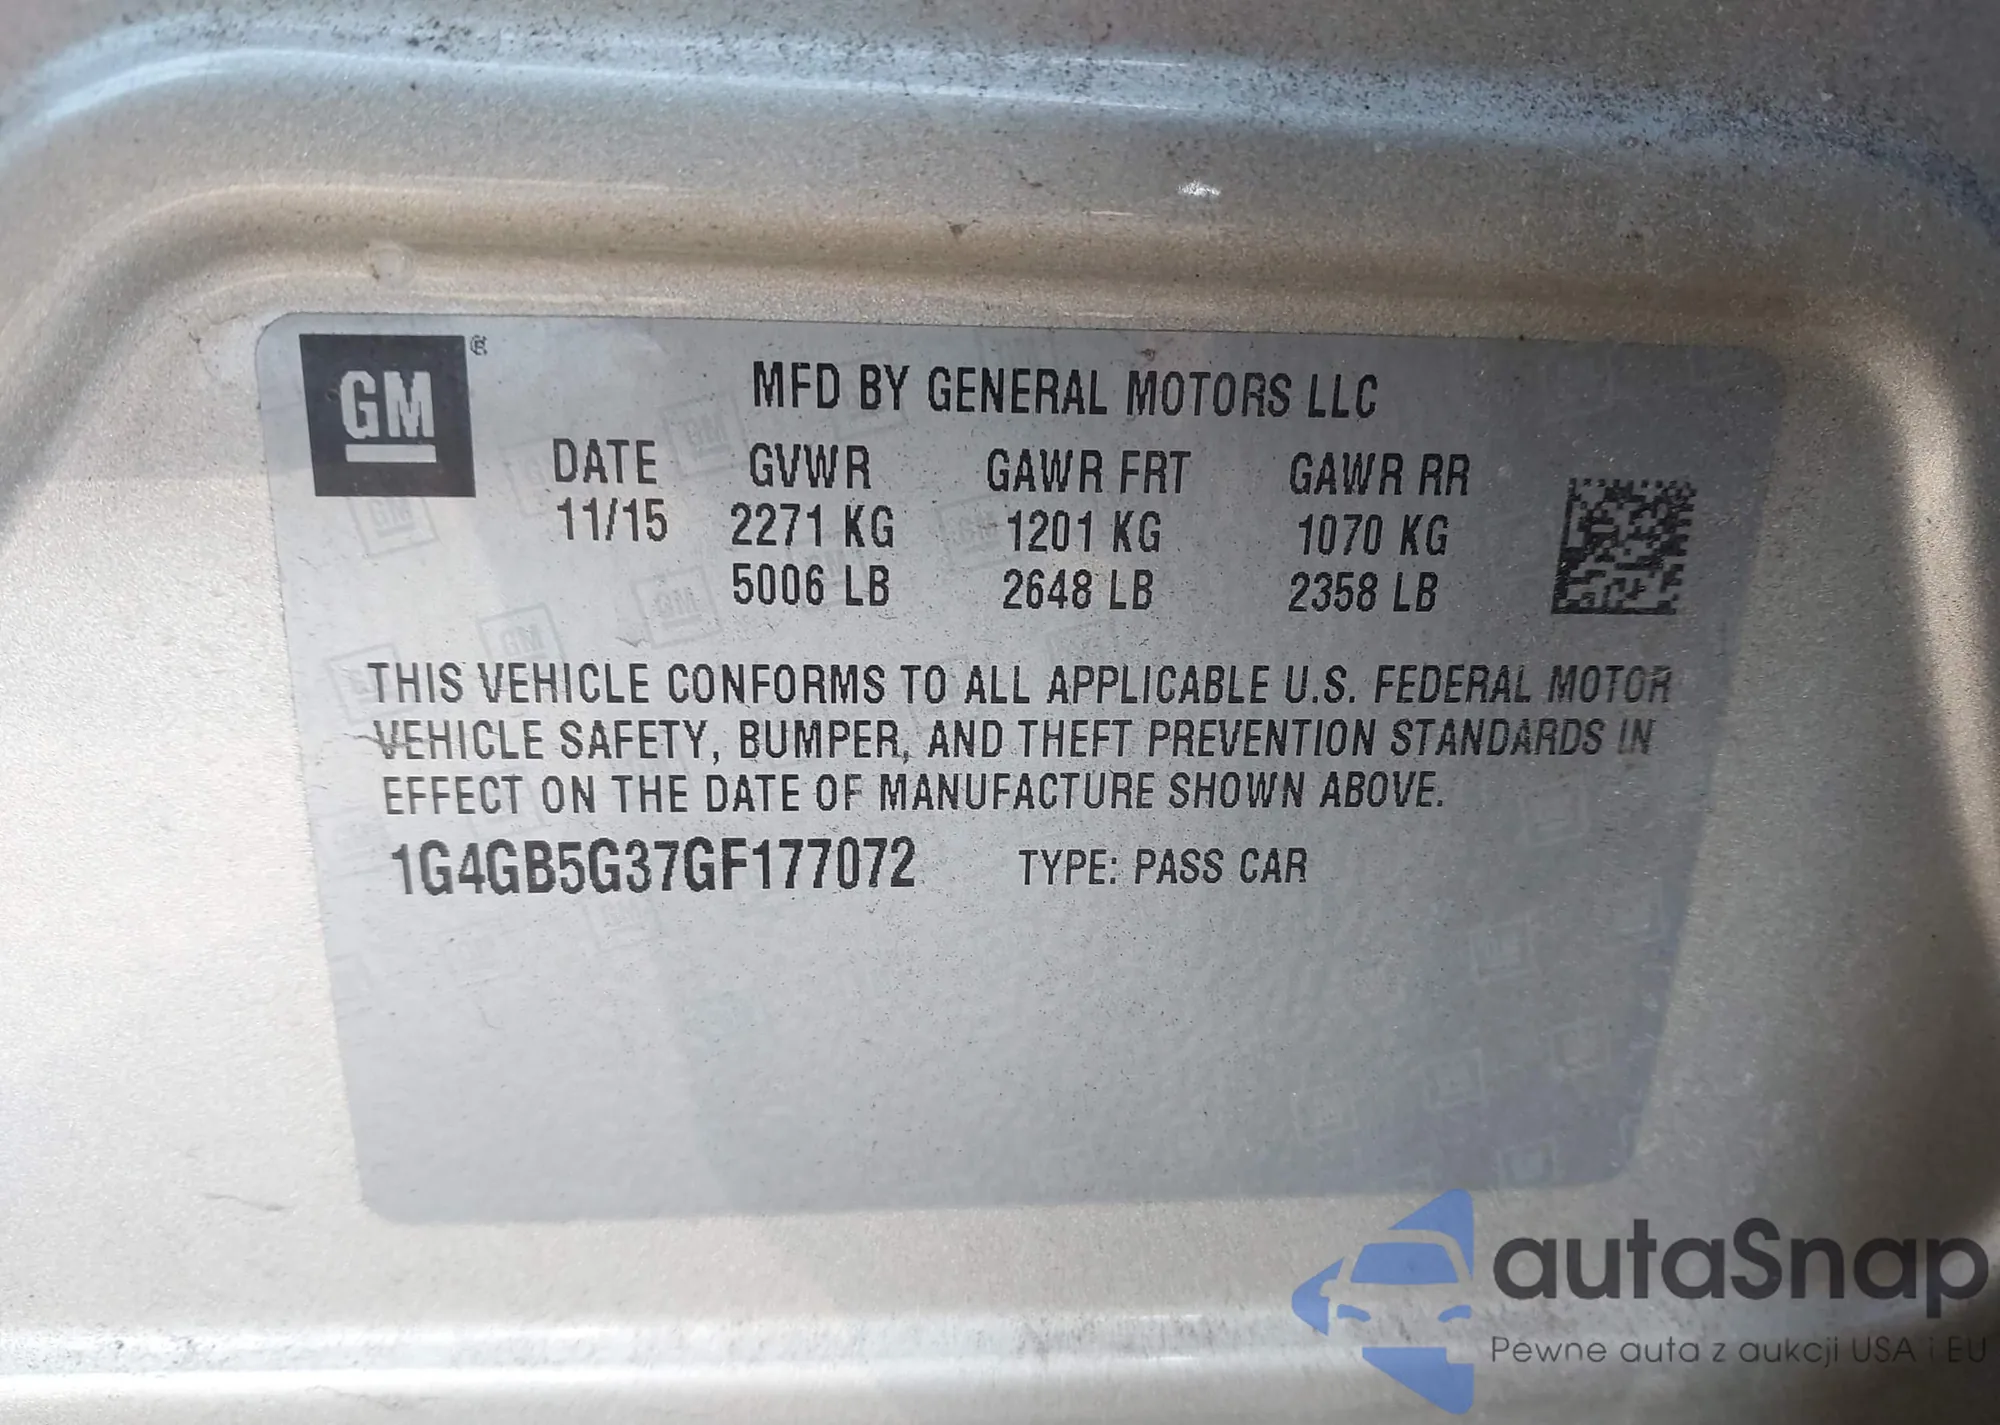 GM ®
MFD BY GENERAL MOTORS LLC
DATE GVWR GAWR FRT GAWR RR
11/15 2271 KG 1201 KG 1070 KG
5006 LB 2648 LB 2358 LB
THIS VEHICLE CONFORMS TO ALL APPLICABLE U.S. FEDERAL MOTOR
VEHICLE SAFETY, BUMPER, AND THEFT PREVENTION STANDARDS IN
EFFECT ON THE DATE OF MANUFACTURE SHOWN ABOVE.
1G4GB5G37GF177072 TYPE: PASS CAR
autaSnap
Pewne auta z aukcji USA i EU